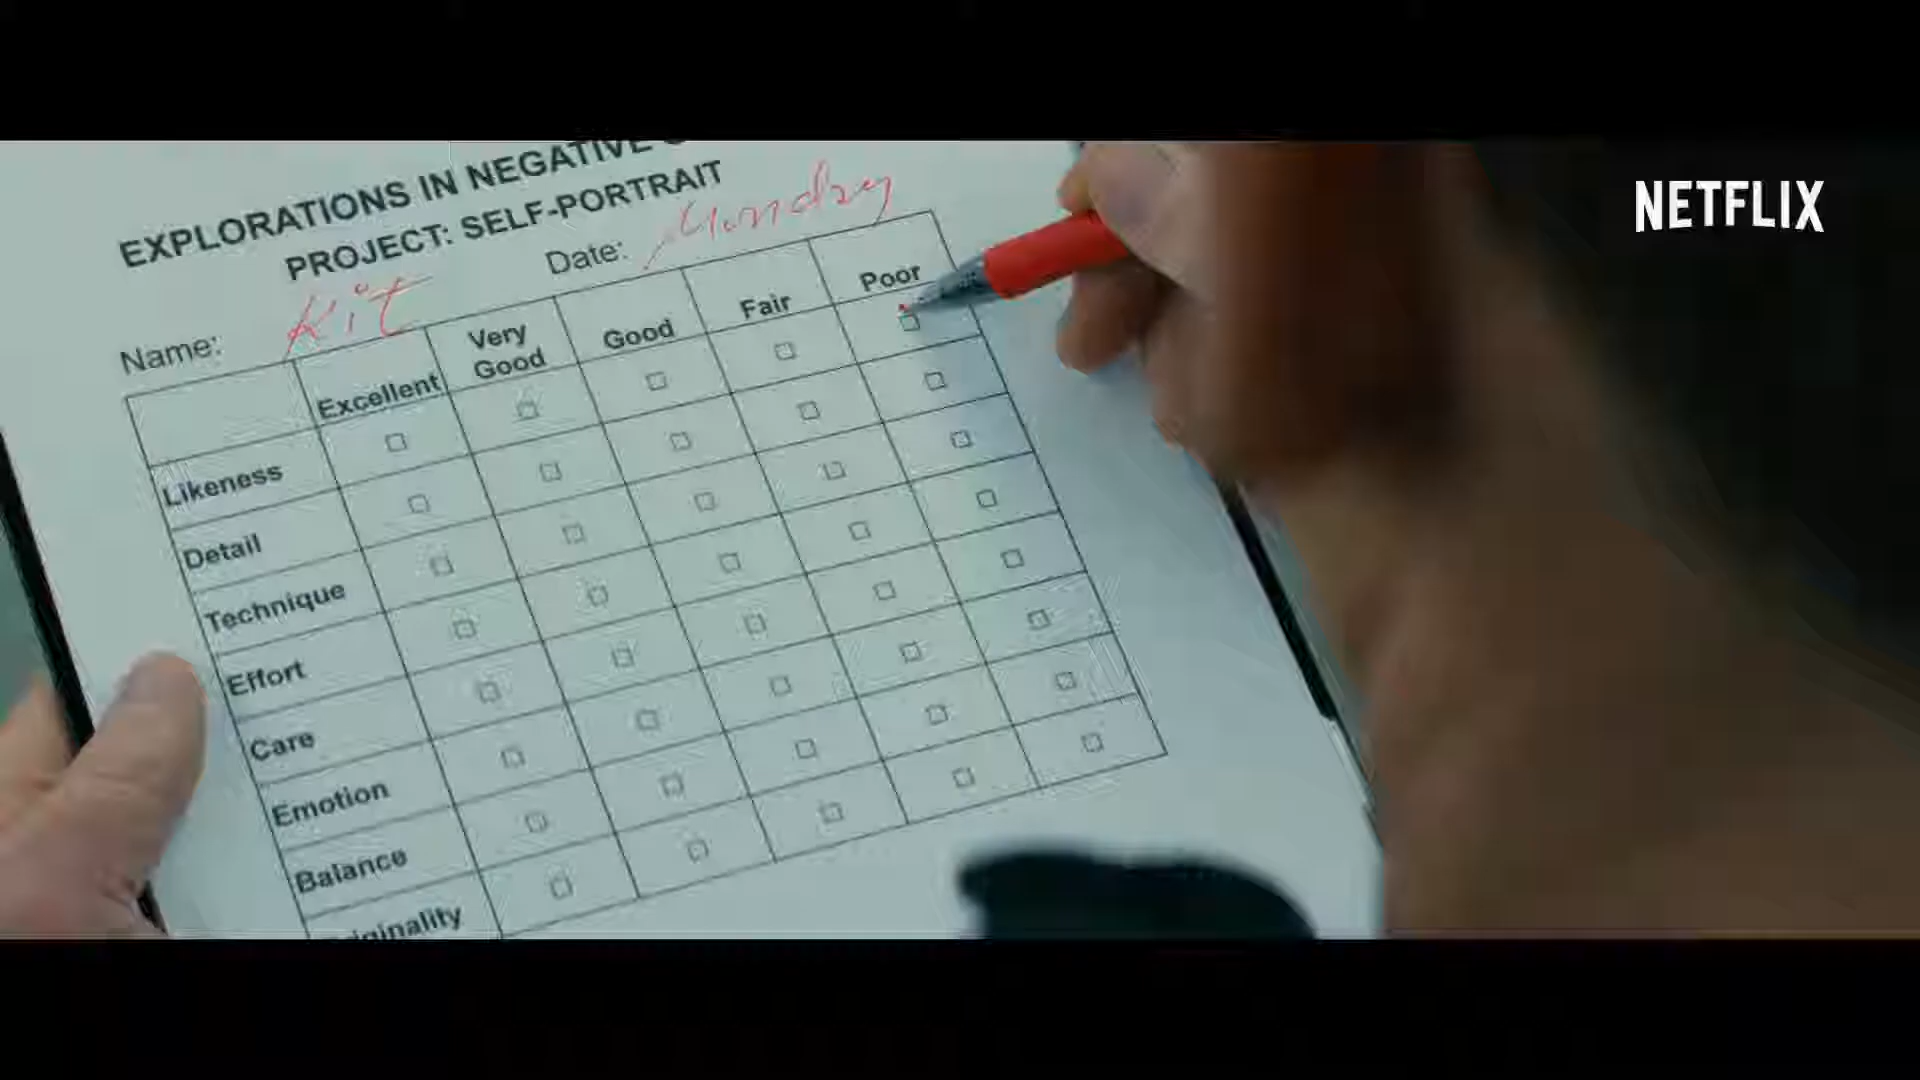 EXPLORATIONS IN NEGATIVE
PROJECT: SELF-PORTRAIT
NETFLIX
Name: Kit Date: Monday
Excellent Very Good Good Fair Poor
Likeness
Detail
Technique
Effort
Care
Emotion
Balance